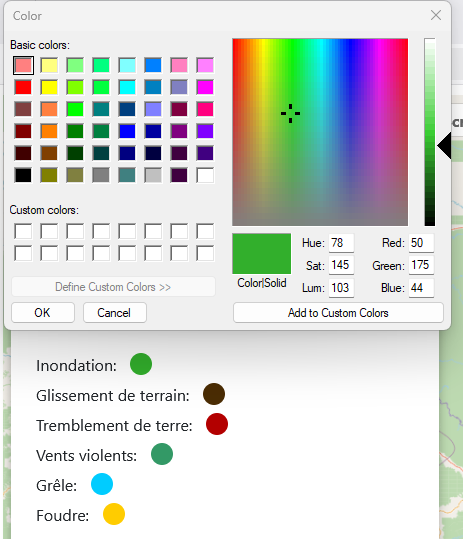 Color
Basic colors:
Custom colors:
Define Custom Colors >>
OK
Cancel
Color|Solid
Hue: 78
Sat: 145
Lum: 103
Red: 50
Green: 175
Blue: 44
Add to Custom Colors
Inondation:
Glissement de terrain:
Tremblement de terre:
Vents violents:
Grêle:
Foudre: